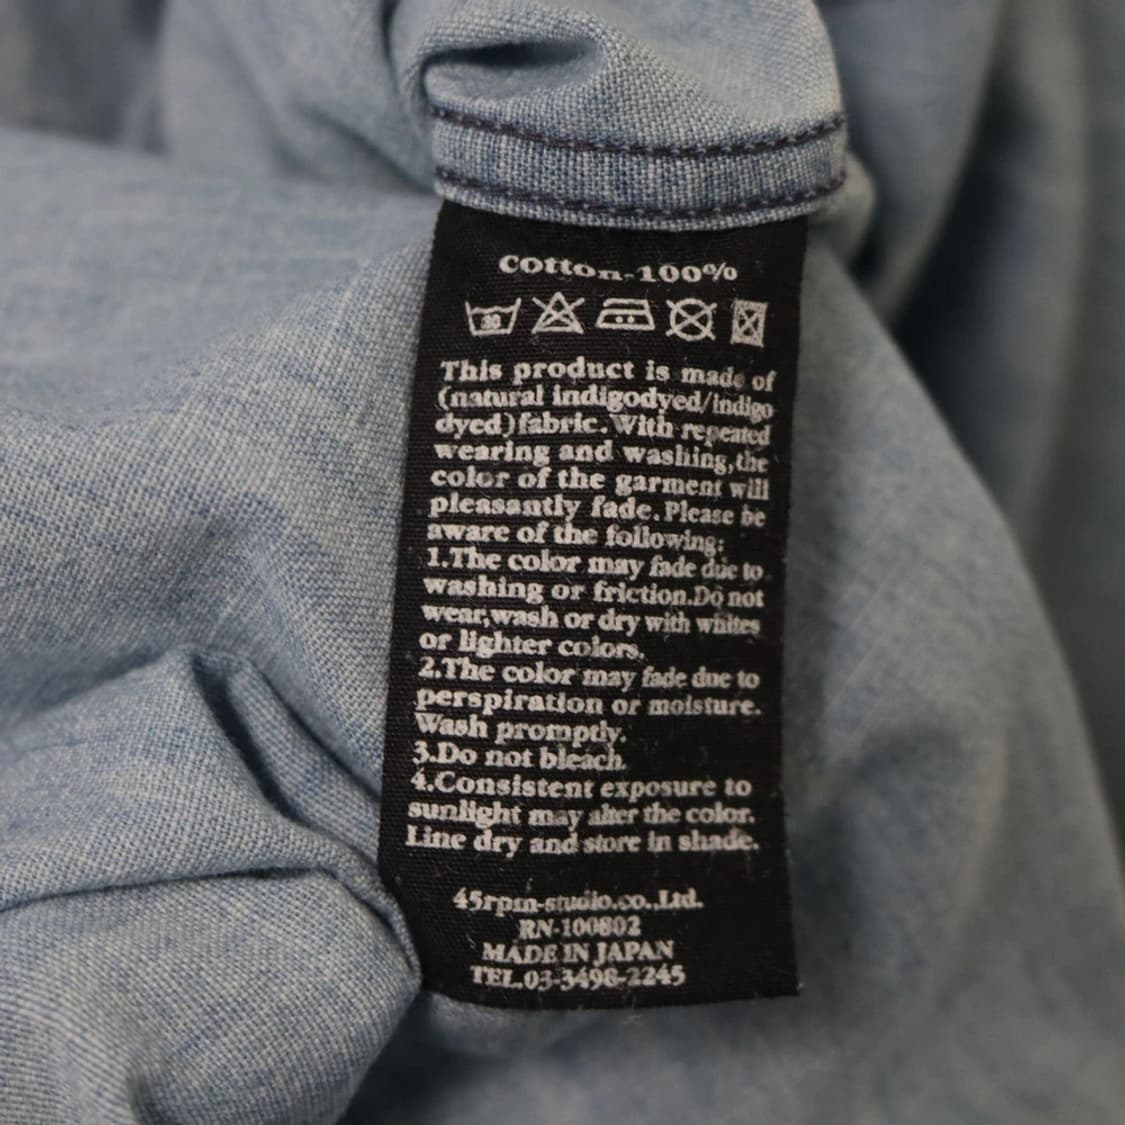 cotton-100%
30
This product is made of
(natural indigodyed/indigo
dyed)fabric. With repeated
wearing and washing,the
color of the garment will
pleasantly fade. Please be
aware of the following:
1.The color may fade due to
washing or friction.Do not
wear,wash or dry with whites
or lighter colors.
2.The color may fade due to
perspiration or moisture.
Wash promptly.
3.Do not bleach.
4.Consistent exposure to
sunlight may alter the color.
Line dry and store in shade.
45rpm-studio.co.,Ltd.
RN-100802
MADE IN JAPAN
TEL.03-3498-2245